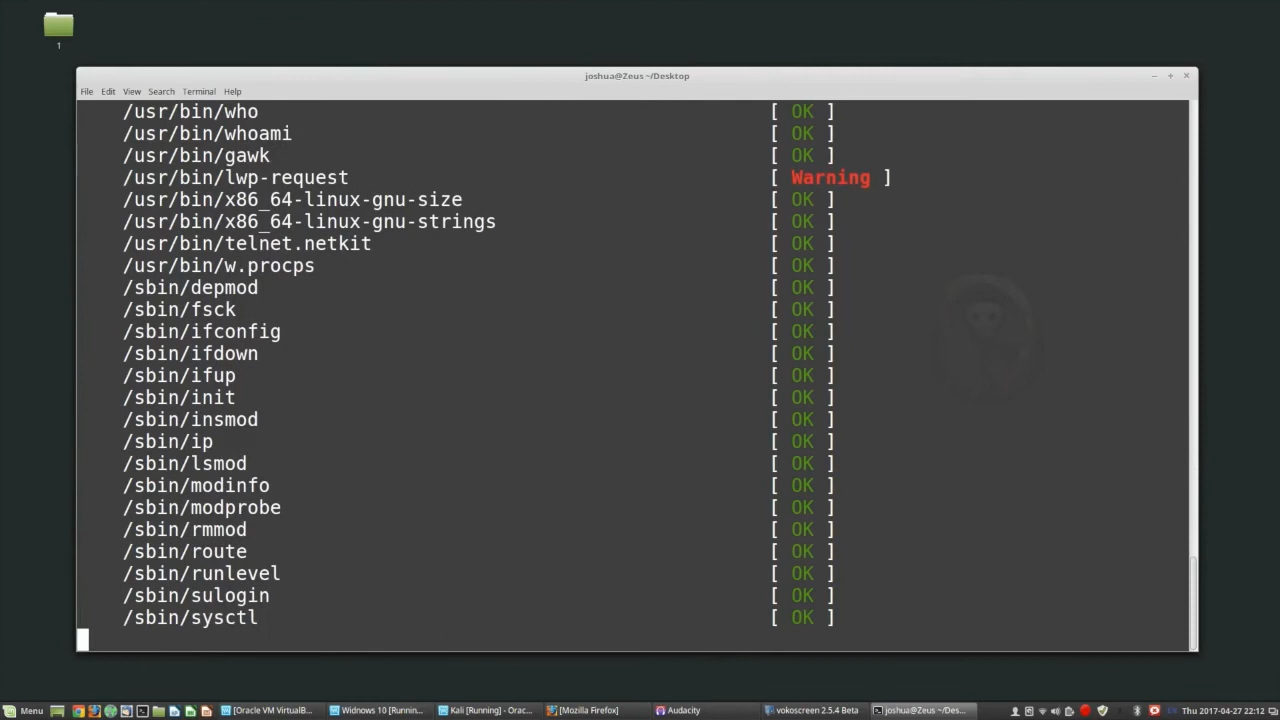 1
joshua@Zeus ~/Desktop
File Edit View Search Terminal Help
/usr/bin/who [ OK ]
/usr/bin/whoami [ OK ]
/usr/bin/gawk [ OK ]
/usr/bin/lwp-request [ Warning ]
/usr/bin/x86_64-linux-gnu-size [ OK ]
/usr/bin/x86_64-linux-gnu-strings [ OK ]
/usr/bin/telnet.netkit [ OK ]
/usr/bin/w.procps [ OK ]
/sbin/depmod [ OK ]
/sbin/fsck [ OK ]
/sbin/ifconfig [ OK ]
/sbin/ifdown [ OK ]
/sbin/ifup [ OK ]
/sbin/init [ OK ]
/sbin/insmod [ OK ]
/sbin/ip [ OK ]
/sbin/lsmod [ OK ]
/sbin/modinfo [ OK ]
/sbin/modprobe [ OK ]
/sbin/rmmod [ OK ]
/sbin/route [ OK ]
/sbin/runlevel [ OK ]
/sbin/sulogin [ OK ]
/sbin/sysctl [ OK ]
Menu [Oracle VM VirtualB... Widnows 10 [Runnin... Kali [Running] - Orac... [Mozilla Firefox] Audacity vokoscreen 2.5.4 Beta joshua@Zeus ~/Des... Thu 2017-04-27 22:12